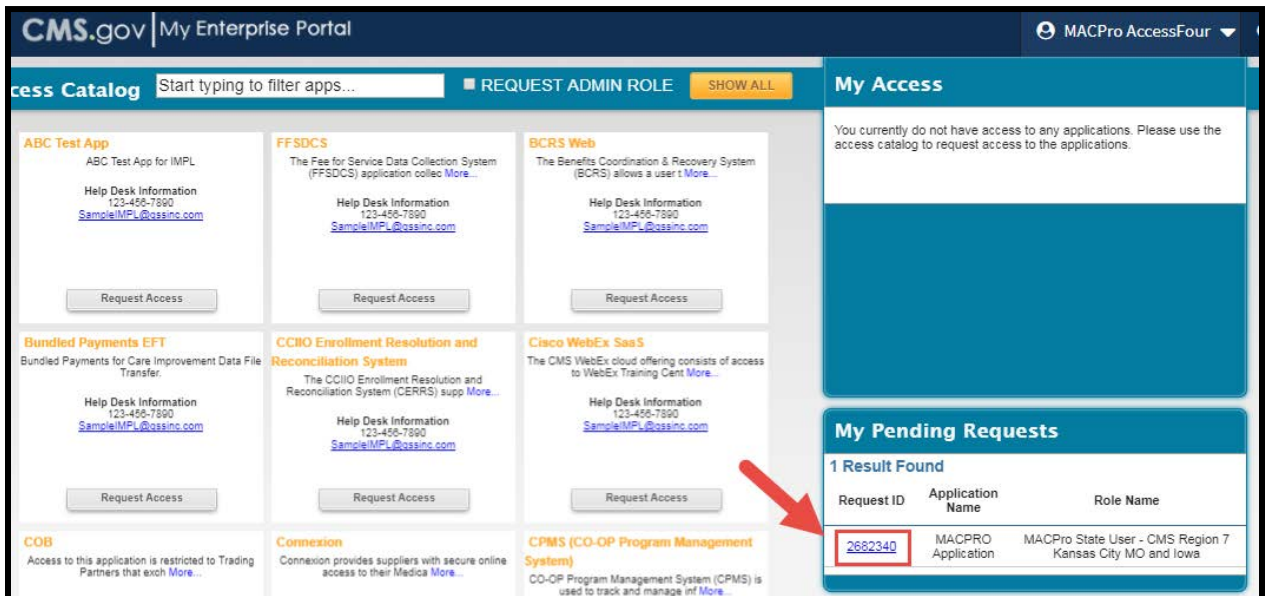 CMS.gov | My Enterprise Portal
MACPro AccessFour
cess Catalog
Start typing to filter apps...
REQUEST ADMIN ROLE
SHOW ALL
ABC Test App
ABC Test App for IMPL
Help Desk Information
123-456-7890
SampleIMPL@qssinc.com
Request Access
FFSDCS
The Fee for Service Data Collection System
(FFSDCS) application collec More...
Help Desk Information
123-456-7890
SampleIMPL@qssinc.com
Request Access
BCRS Web
The Benefits Coordination & Recovery System
(BCRS) allows a user t More...
Help Desk Information
123-456-7890
SampleIMPL@qssinc.com
Request Access
Bundled Payments EFT
Bundled Payments for Care Improvement Data File
Transfer.
Help Desk Information
123-456-7890
SampleIMPL@qssinc.com
Request Access
CCIIO Enrollment Resolution and
Reconciliation System
The CCIIO Enrollment Resolution and
Reconciliation System (CERRS) supp More...
Help Desk Information
123-456-7890
SampleIMPL@qssinc.com
Request Access
Cisco WebEx SaaS
The CMS WebEx cloud offering consists of access
to WebEx Training Cent More...
Help Desk Information
123-456-7890
SampleIMPL@qssinc.com
Request Access
COB
Access to this application is restricted to Trading
Partners that exch More...
Connexion
Connexion provides suppliers with secure online
access to their Medica More...
CPMS (CO-OP Program Management
System)
CO-OP Program Management System (CPMS) is
used to track and manage inf More...
My Access
You currently do not have access to any applications. Please use the
access catalog to request access to the applications.
My Pending Requests
1 Result Found
Request ID
Application
Name
Role Name
2682340
MACPRO
Application
MACPro State User - CMS Region 7
Kansas City MO and Iowa